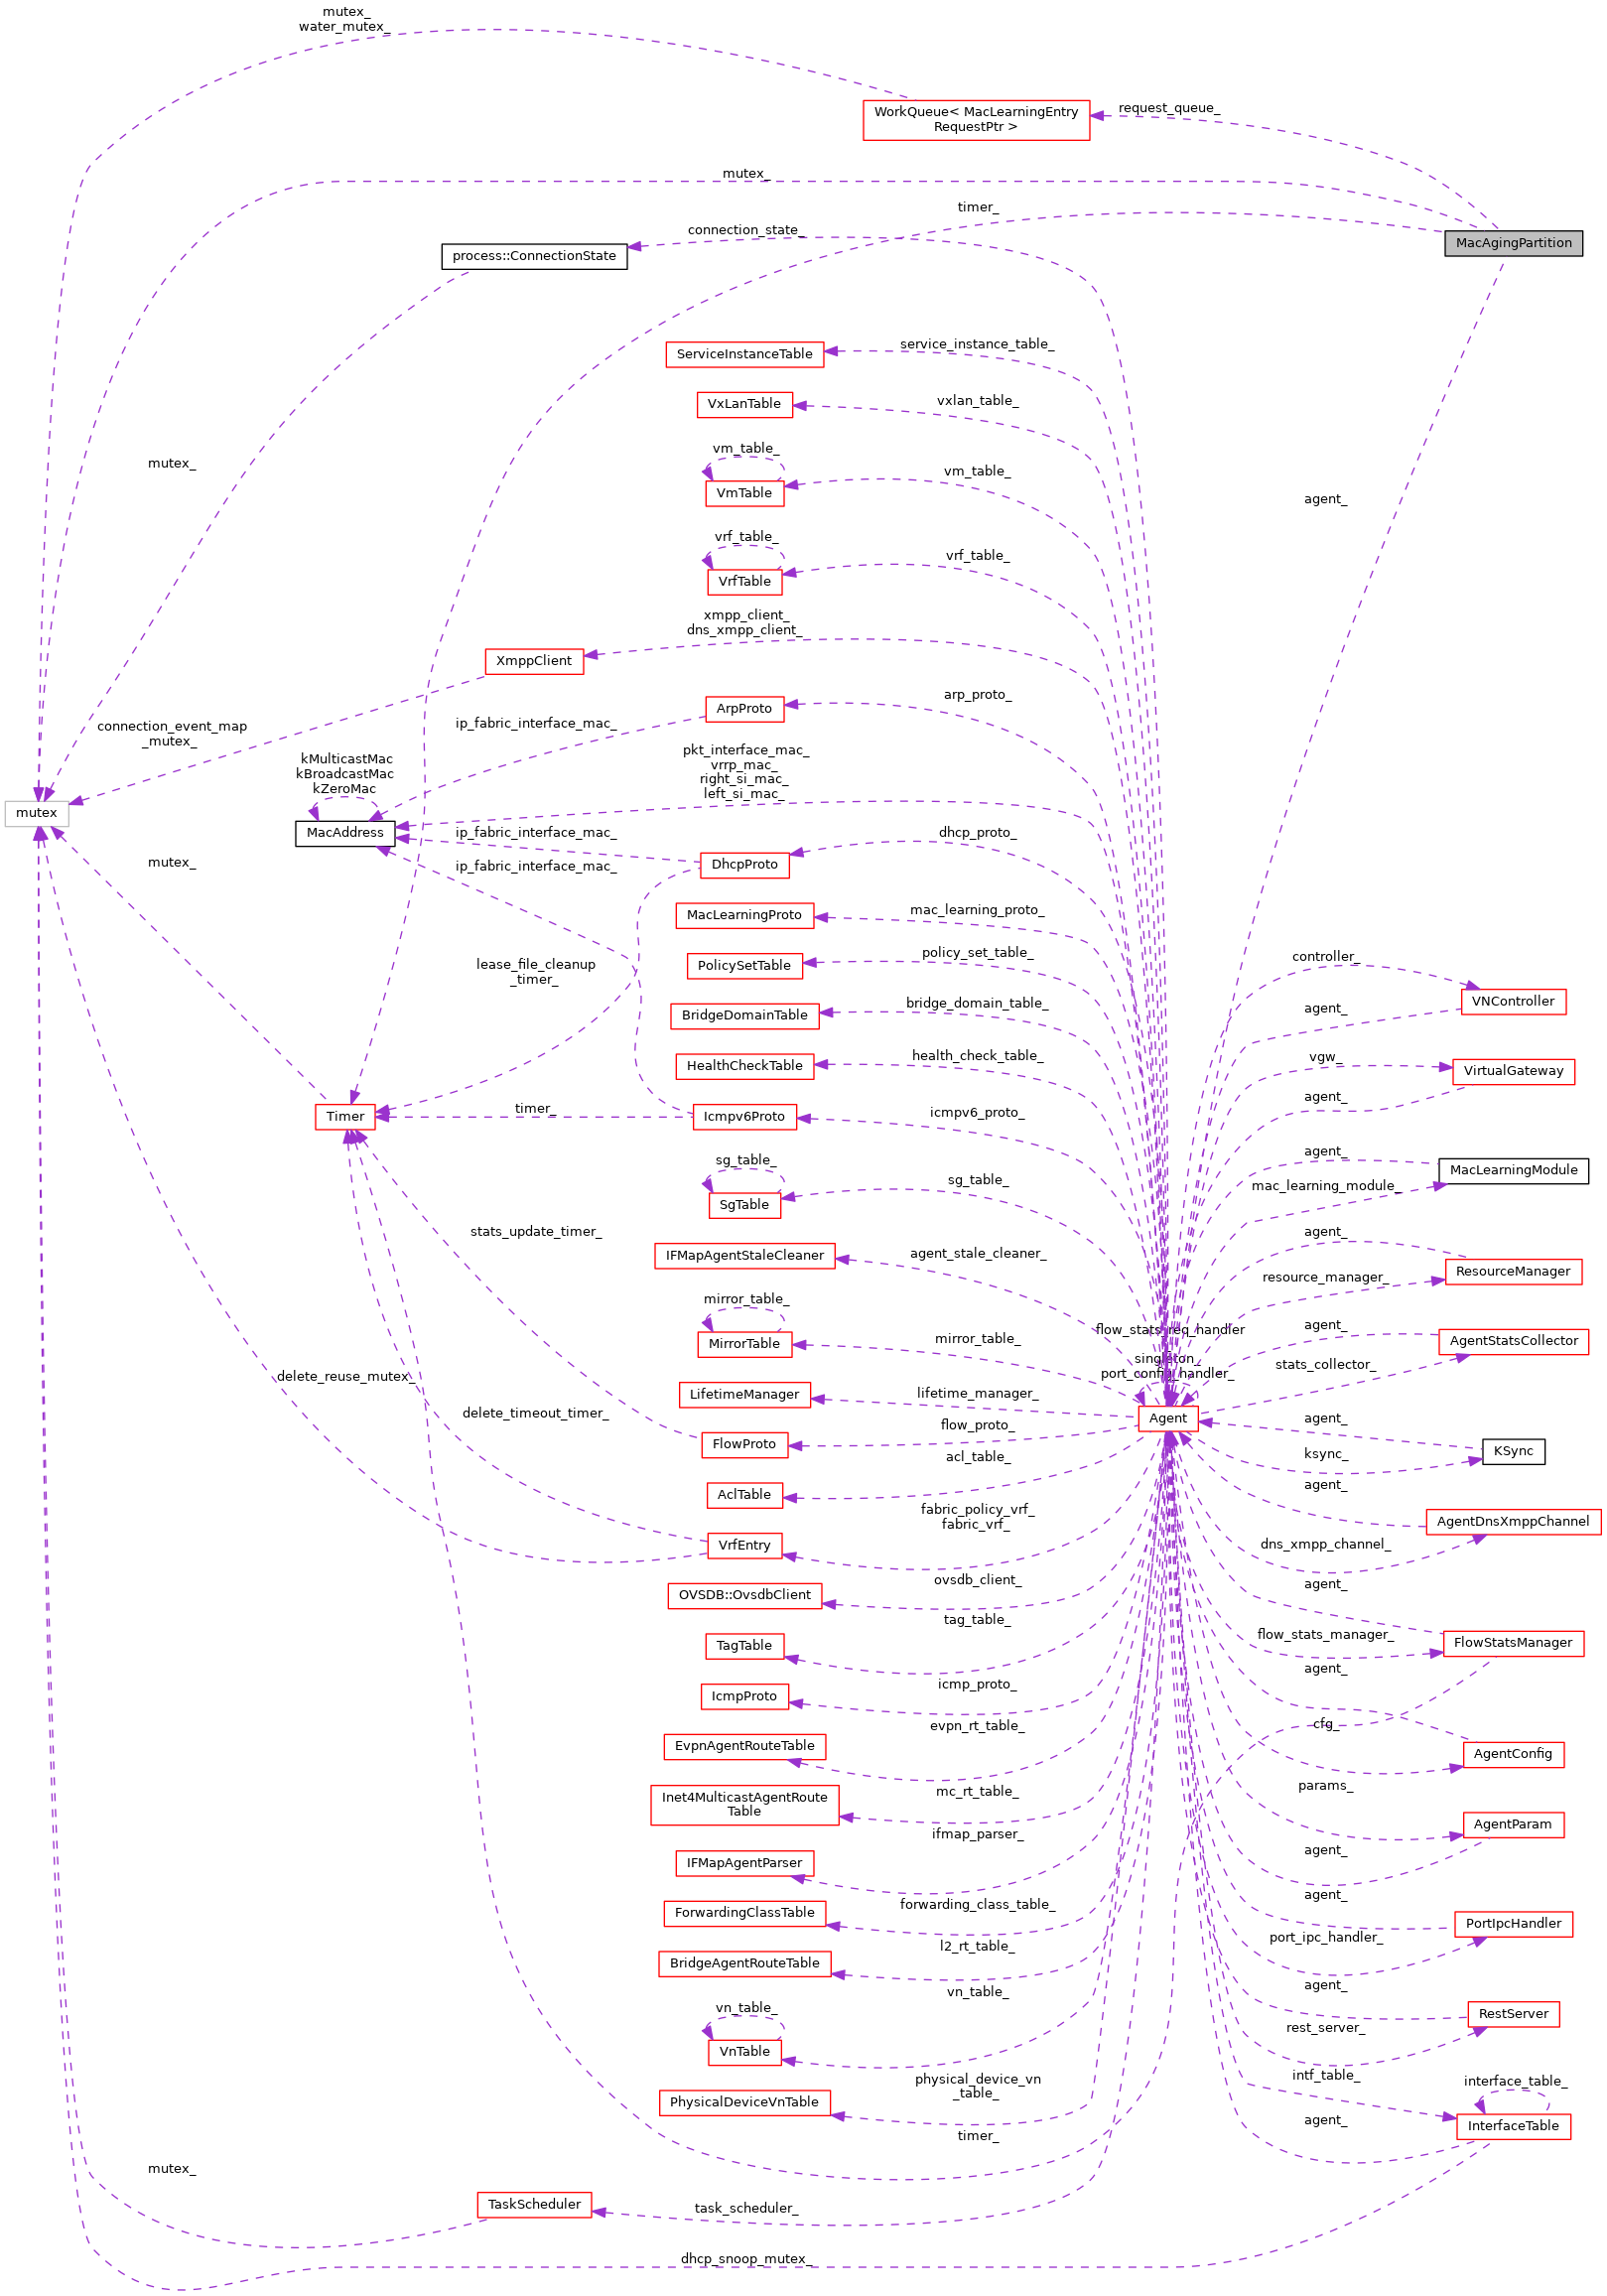 mutex_
water_mutex_
WorkQueue< MacLearningEntry
RequestPtr >
request_queue_
mutex_
timer_
connection_state_
MacAgingPartition
process::ConnectionState
service_instance_table_
ServiceInstanceTable
vxlan_table_
VxLanTable
vm_table_
mutex_
vm_table_
VmTable
agent_
vrf_table_
vrf_table_
VrfTable
xmpp_client_
dns_xmpp_client_
XmppClient
arp_proto_
ArpProto
connection_event_map
_mutex_
ip_fabric_interface_mac_
pkt_interface_mac_
vrrp_mac_
right_si_mac_
left_si_mac_
kMulticastMac
kBroadcastMac
kZeroMac
mutex
MacAddress
ip_fabric_interface_mac_
dhcp_proto_
mutex_
ip_fabric_interface_mac_
DhcpProto
mac_learning_proto_
MacLearningProto
policy_set_table_
controller_
lease_file_cleanup
_timer_
PolicySetTable
bridge_domain_table_
agent_
VNController
BridgeDomainTable
health_check_table_
vgw_
HealthCheckTable
VirtualGateway
agent_
timer_
icmpv6_proto_
Timer
Icmpv6Proto
agent_
sg_table_
sg_table_
MacLearningModule
mac_learning_module_
SgTable
stats_update_timer_
agent_
IFMapAgentStaleCleaner
agent_stale_cleaner_
resource_manager_
ResourceManager
mirror_table_
mirror_table_
MirrorTable
flow_stats_req_handler
singleton_
port_config_handler_
agent_
AgentStatsCollector
stats_collector_
delete_reuse_mutex_
LifetimeManager
lifetime_manager_
Agent
agent_
delete_timeout_timer_
flow_proto_
FlowProto
acl_table_
ksync_
KSync
agent_
AclTable
fabric_policy_vrf_
fabric_vrf_
AgentDnsXmppChannel
VrfEntry
dns_xmpp_channel_
ovsdb_client_
agent_
OVSDB::OvsdbClient
tag_table_
TagTable
flow_stats_manager_
FlowStatsManager
icmp_proto_
agent_
IcmpProto
evpn_rt_table_
cfg_
EvpnAgentRouteTable
AgentConfig
mc_rt_table_
params_
Inet4MulticastAgentRoute
Table
ifmap_parser_
AgentParam
IFMapAgentParser
agent_
forwarding_class_table_
agent_
ForwardingClassTable
PortIpcHandler
l2_rt_table_
port_ipc_handler_
BridgeAgentRouteTable
vn_table_
agent_
vn_table_
RestServer
rest_server_
VnTable
physical_device_vn
_table_
intf_table_
interface_table_
PhysicalDeviceVnTable
agent_
InterfaceTable
timer_
mutex_
TaskScheduler
task_scheduler_
dhcp_snoop_mutex_